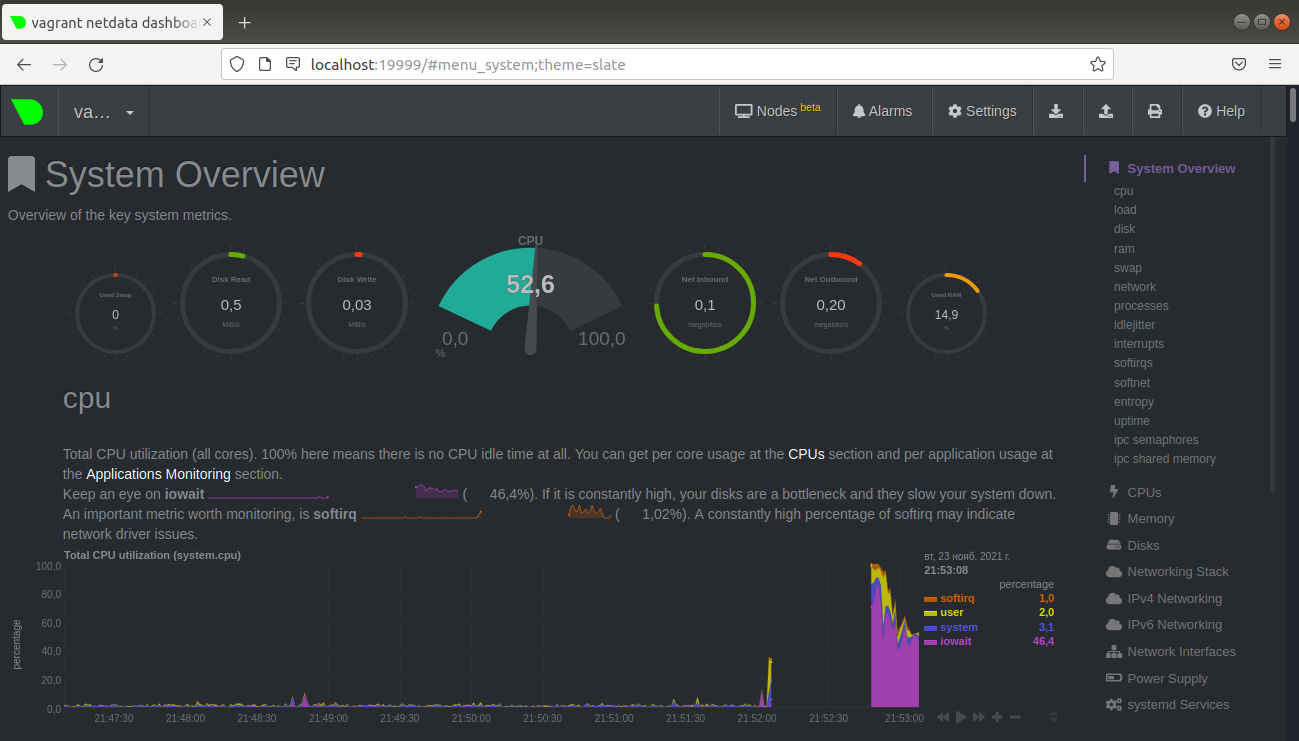 vagrant netdata dashboa
localhost:19999/#menu_system;theme=slate
va...
Nodes beta
Alarms
Settings
Help
System Overview
Overview of the key system metrics.
Used Swap
0
%
Disk Read
0,5
MiB/s
Disk Write
0,03
MiB/s
CPU
52,6
0,0
100,0
%
Net Inbound
0,1
megabits/s
Net Outbound
0,20
megabits/s
Used RAM
14,9
%
cpu
Total CPU utilization (all cores). 100% here means there is no CPU idle time at all. You can get per core usage at the CPUs section and per application usage at
the Applications Monitoring section.
Keep an eye on iowait ( 46,4%). If it is constantly high, your disks are a bottleneck and they slow your system down.
An important metric worth monitoring, is softirq ( 1,02%). A constantly high percentage of softirq may indicate
network driver issues.
Total CPU utilization (system.cpu)
percentage
100,0
80,0
60,0
40,0
20,0
0,0
21:47:30 21:48:00 21:48:30 21:49:00 21:49:30 21:50:00 21:50:30 21:51:00 21:51:30 21:52:00 21:52:30 21:53:00
вт, 23 нояб. 2021 г.
21:53:08
percentage
softirq 1,0
user 2,0
system 3,1
iowait 46,4
System Overview
cpu
load
disk
ram
swap
network
processes
idlejitter
interrupts
softirqs
softnet
entropy
uptime
ipc semaphores
ipc shared memory
CPUs
Memory
Disks
Networking Stack
IPv4 Networking
IPv6 Networking
Network Interfaces
Power Supply
systemd Services